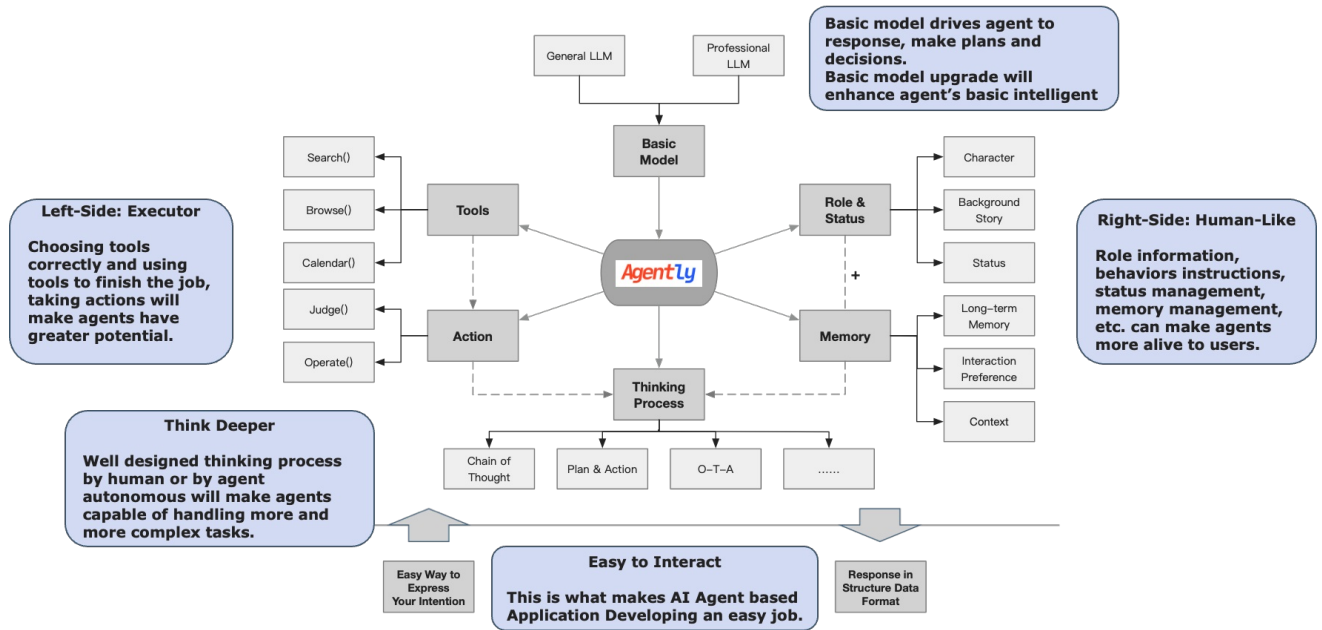 General LLM
Professional
LLM
Basic model drives agent to
response, make plans and
decisions.
Basic model upgrade will
enhance agent's basic intelligent
Basic
Model
Search()
Browse()
Calendar()
Judge()
Operate()
Tools
Action
Left-Side: Executor
Choosing tools
correctly and using
tools to finish the job,
taking actions will
make agents have
greater potential.
Agently
Role &
Status
+
Memory
Character
Background
Story
Status
Long-term
Memory
Interaction
Preference
Context
Right-Side: Human-Like
Role information,
behaviors instructions,
status management,
memory management,
etc. can make agents
more alive to users.
Thinking
Process
Chain of
Thought
Plan & Action
O-T-A
......
Think Deeper
Well designed thinking process
by human or by agent
autonomous will make agents
capable of handling more and
more complex tasks.
Easy Way to
Express
Your Intention
Easy to Interact
This is what makes AI Agent based
Application Developing an easy job.
Response in
Structure Data
Format